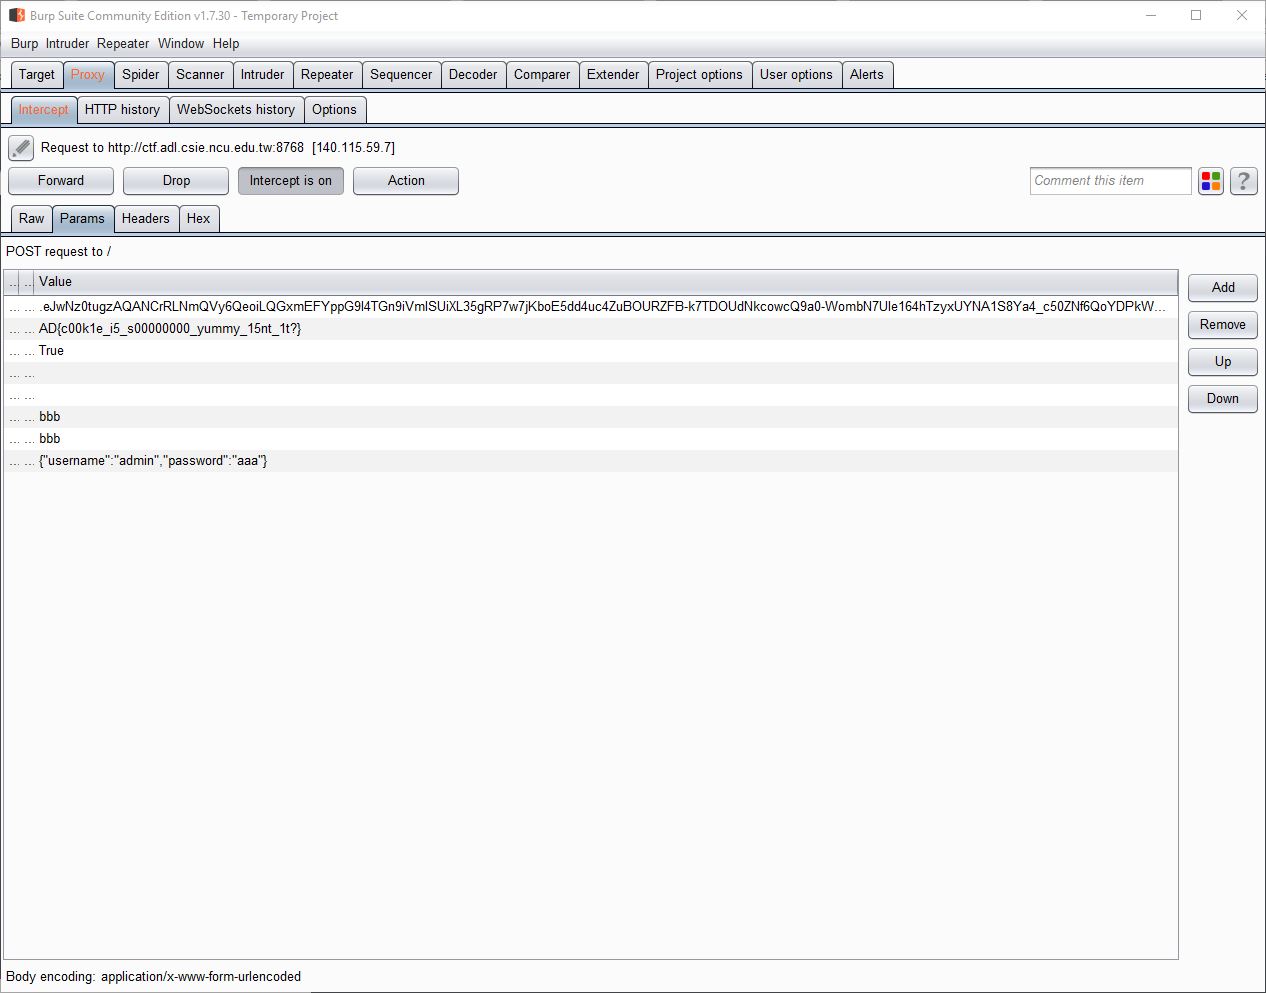 Burp Suite Community Edition v1.7.30 - Temporary Project
Burp Intruder Repeater Window Help
Target Proxy Spider Scanner Intruder Repeater Sequencer Decoder Comparer Extender Project options User options Alerts
Intercept HTTP history WebSockets history Options
Request to http://ctf.adl.csie.ncu.edu.tw:8768 [140.115.59.7]
Forward Drop Intercept is on Action Comment this item ?
Raw Params Headers Hex
POST request to /
... ... Value
... ... .eJwNz0tugzAQANCrRLNmQVy6QeoiLQGxmEFYppG9l4TGn9iVmlSUiXL35gRP7w7jKboE5dd4uc4ZuBOURZFB-k7TDOUdNkcowcQ9a0-WombN7Ule164hTzyxUYNA1S8Ya4_c50ZNf6QoYDPkW...
... ... AD{c00k1e_i5_s00000000_yummy_15nt_1t?}
... ... True
... ...
... ...
... ... bbb
... ... bbb
... ... {"username":"admin","password":"aaa"}
Add
Remove
Up
Down
Body encoding: application/x-www-form-urlencoded